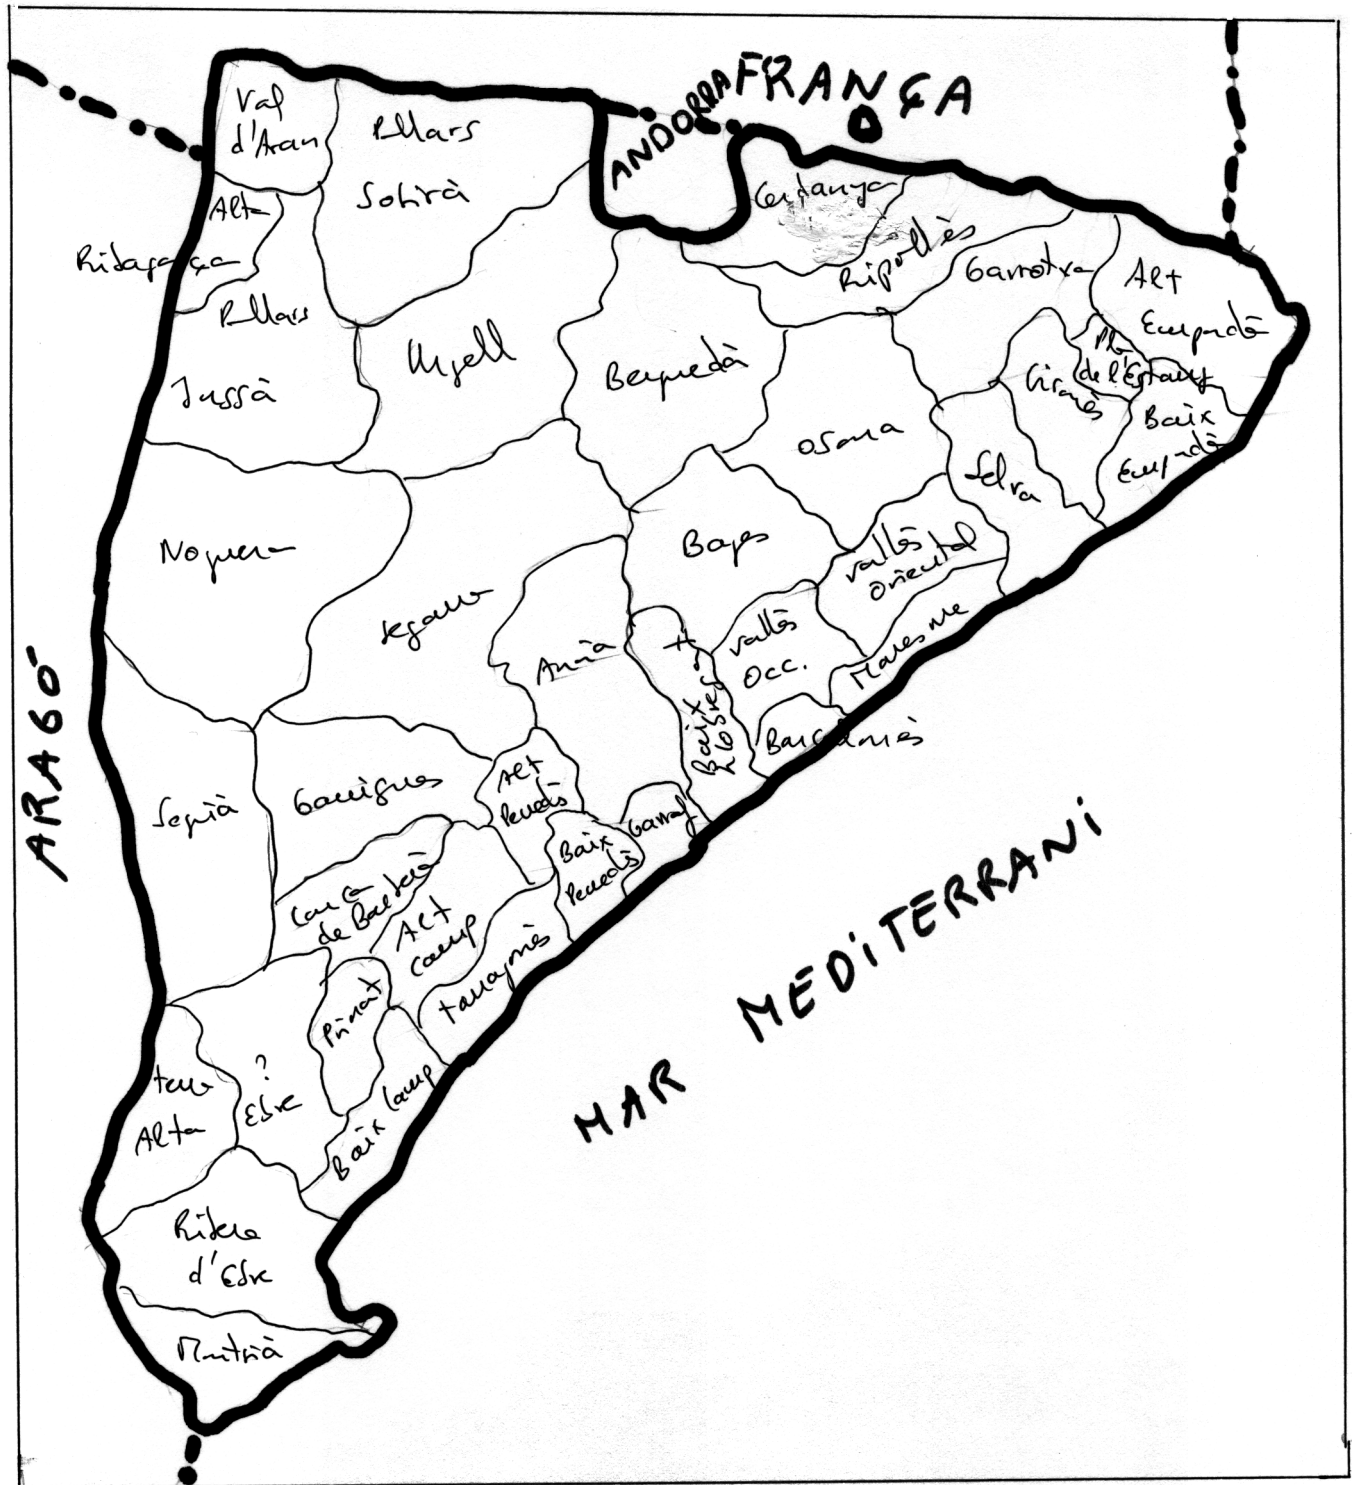 FRANÇA
ANDORRA
Val
d'Aran
Pallars
Sobirà
Alta
Ribagorça
Pallars
Jussà
Urgell
Cerdanya
Ripollès
Garrotxa
Alt
Empordà
Berguedà
Osona
Gironès
Pla
de l'Estany
Baix
Empordà
Selva
Noguera
Segarra
Bages
Vallès
Oriental
Anoia
Vallès
Occ.
Maresme
Baix
Barcelonès
ARAGÓ
Segrià
Garrigues
Alt
Penedès
Garraf
Baix
Penedès
Conca
de Barberà
Alt
Camp
Tarragonès
Priorat
Baix Camp
Terra
Alta
?
Ebre
Ribera
d'Ebre
Montsià
MAR MEDITERRANI